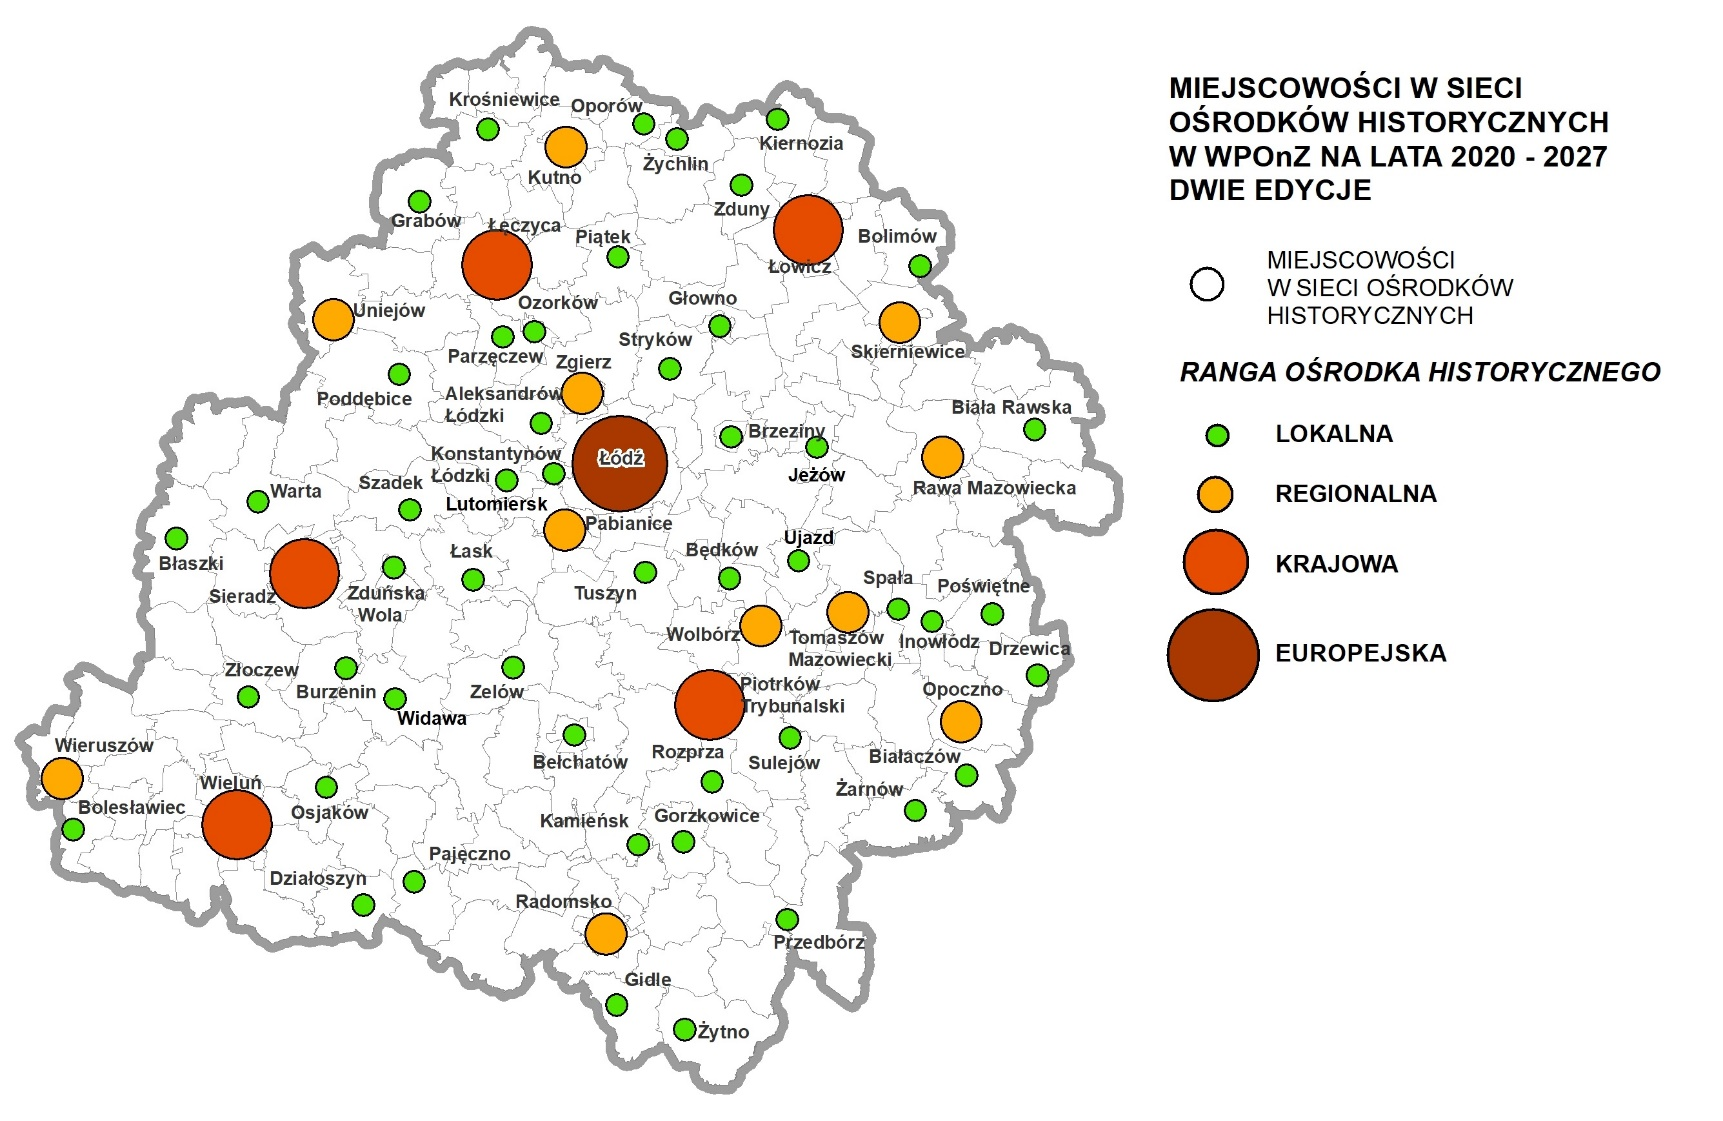 MIEJSCOWOŚCI W SIECI
OŚRODKÓW HISTORYCZNYCH
W WPOnZ NA LATA 2020 - 2027
DWIE EDYCJE
MIEJSCOWOŚCI
W SIECI OŚRODKÓW
HISTORYCZNYCH
RANGA OŚRODKA HISTORYCZNEGO
LOKALNA
REGIONALNA
KRAJOWA
EUROPEJSKA
Krośniewice
Oporów
Kiernozia
Żychlin
Kutno
Zduny
Grabów
Łęczyca
Piątek
Bolimów
Łowicz
Uniejów
Ozorków
Głowno
Stryków
Parzęczew
Skierniewice
Zgierz
Poddębice
Aleksandrów
Łódzki
Biała Rawska
Brzeziny
Konstantynów
Łódzki
Łódź
Jeżów
Szadek
Warta
Rawa Mazowiecka
Lutomiersk
Pabianice
Ujazd
Będków
Łask
Błaszki
Spała
Poświętne
Sieradz
Zduńska
Wola
Tuszyn
Wolbórz
Tomaszów
Mazowiecki
Inowłódz
Drzewica
Złoczew
Burzenin
Zelów
Piotrków
Trybunalski
Opoczno
Widawa
Wieruszów
Bełchatów
Rozprza
Sulejów
Białaczów
Wieluń
Żarnów
Bolesławiec
Osjaków
Kamieńsk
Gorzkowice
Pajęczno
Działoszyn
Radomsko
Przedbórz
Gidle
Żytno